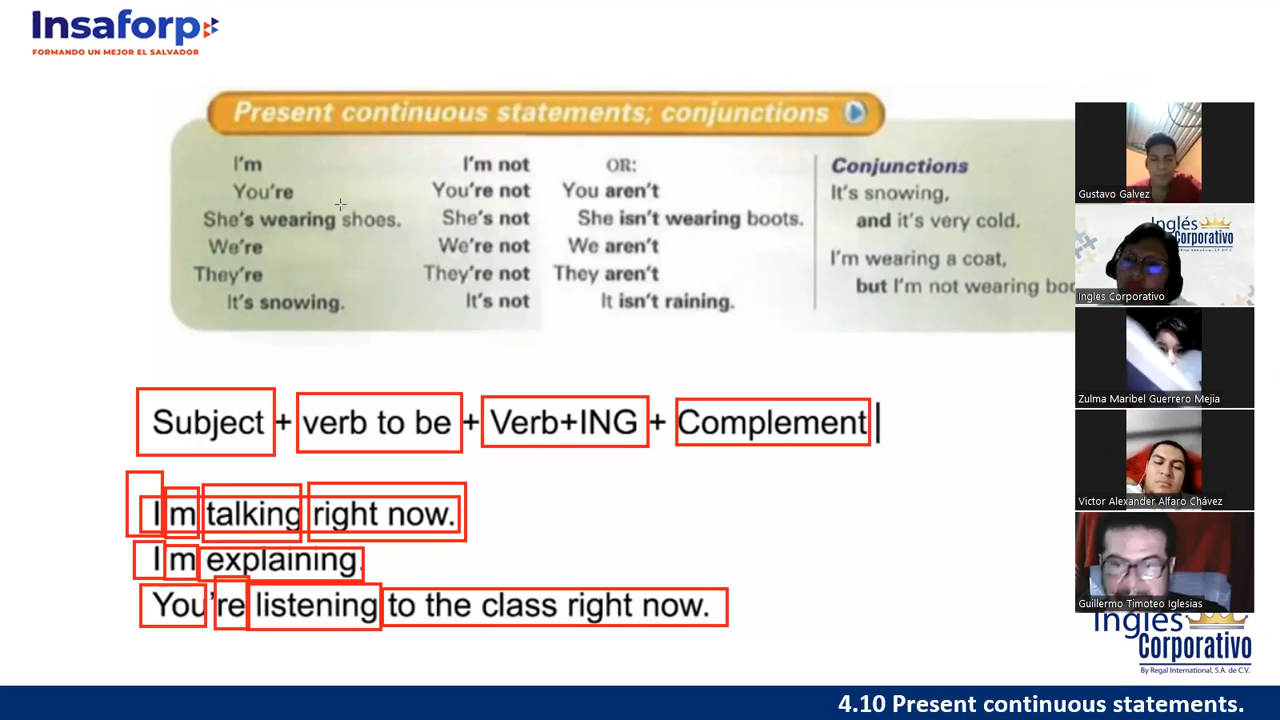 Insaforp
FORMANDO UN MEJOR EL SALVADOR
Present continuous statements; conjunctions
I'm
You're
She's wearing shoes.
We're
They're
It's snowing.
I'm not
You're not
She's not
We're not
They're not
It's not
OR:
You aren't
She isn't wearing boots.
We aren't
They aren't
It isn't raining.
Conjunctions
It's snowing,
and it's very cold.
I'm wearing a coat,
but I'm not wearing
Subject + verb to be + Verb+ING + Complement
I'm talking right now.
I'm explaining.
You're listening to the class right now.
Gustavo Galvez
Inglés
Corporativo
Ingles Corporativo
Zulma Maribel Guerrero Mejia
Victor Alexander Alfaro Chávez
Guillermo Timoteo Iglesias
Inglés
Corporativo
By Regal International, S.A. de C.V.
4.10 Present continuous statements.